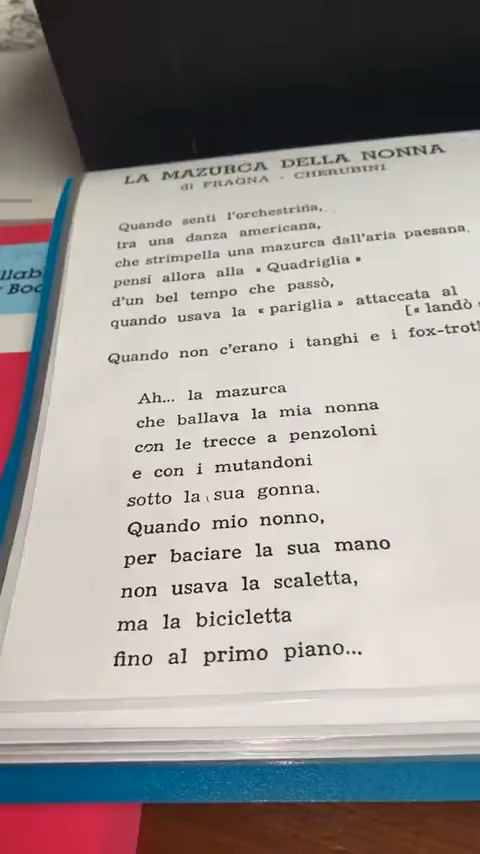 LA MAZURCA DELLA NONNA
di FRAGNA - CHERUBINI
Quando senti l'orchestrina,
tra una danza americana,
che strimpella una mazurca dall'aria paesana,
pensi allora alla « Quadriglia »
d'un bel tempo che passò,
quando usava la « pariglia » attaccata al
[« landò »
Quando non c'erano i tanghi e i fox-trot!
Ah... la mazurca
che ballava la mia nonna
con le trecce a penzoloni
e con i mutandoni
sotto la sua gonna.
Quando mio nonno,
per baciare la sua mano
non usava la scaletta,
ma la bicicletta
fino al primo piano...